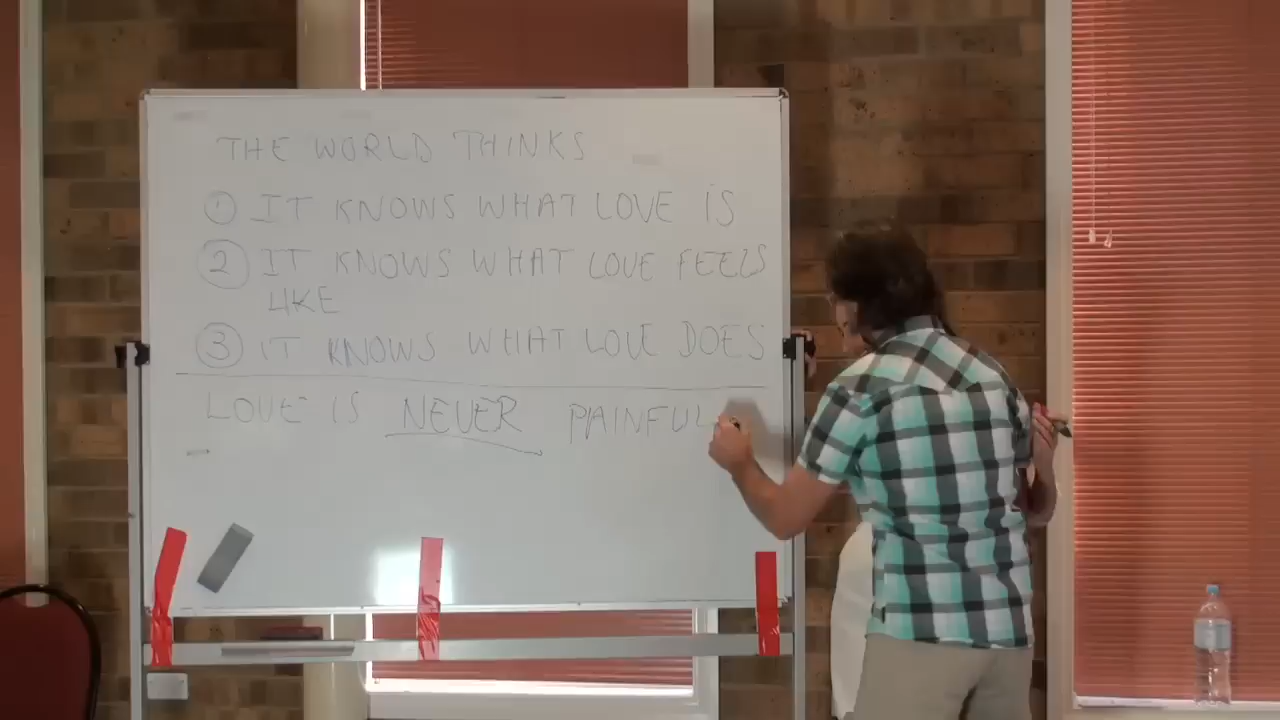 THE WORLD THINKS
① IT KNOWS WHAT LOVE IS
② IT KNOWS WHAT LOVE FEELS
LIKE
③ IT KNOWS WHAT LOVE DOES
LOVE IS NEVER PAINFUL